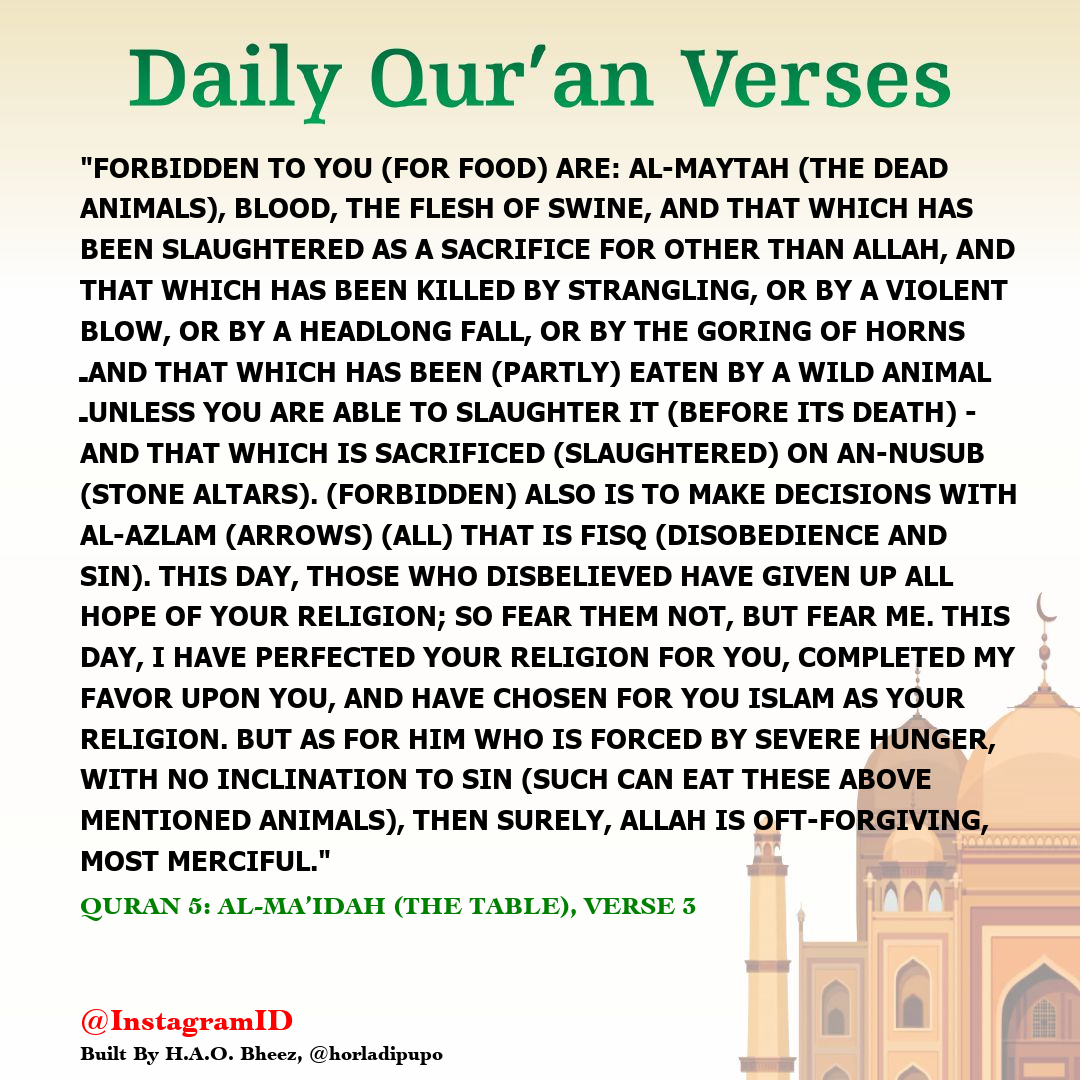 Daily Qur'an Verses
"FORBIDDEN TO YOU (FOR FOOD) ARE: AL-MAYTAH (THE DEAD
ANIMALS), BLOOD, THE FLESH OF SWINE, AND THAT WHICH HAS
BEEN SLAUGHTERED AS A SACRIFICE FOR OTHER THAN ALLAH, AND
THAT WHICH HAS BEEN KILLED BY STRANGLING, OR BY A VIOLENT
BLOW, OR BY A HEADLONG FALL, OR BY THE GORING OF HORNS
-AND THAT WHICH HAS BEEN (PARTLY) EATEN BY A WILD ANIMAL
-UNLESS YOU ARE ABLE TO SLAUGHTER IT (BEFORE ITS DEATH) -
AND THAT WHICH IS SACRIFICED (SLAUGHTERED) ON AN-NUSUB
(STONE ALTARS). (FORBIDDEN) ALSO IS TO MAKE DECISIONS WITH
AL-AZLAM (ARROWS) (ALL) THAT IS FISQ (DISOBEDIENCE AND
SIN). THIS DAY, THOSE WHO DISBELIEVED HAVE GIVEN UP ALL
HOPE OF YOUR RELIGION; SO FEAR THEM NOT, BUT FEAR ME. THIS
DAY, I HAVE PERFECTED YOUR RELIGION FOR YOU, COMPLETED MY
FAVOR UPON YOU, AND HAVE CHOSEN FOR YOU ISLAM AS YOUR
RELIGION. BUT AS FOR HIM WHO IS FORCED BY SEVERE HUNGER,
WITH NO INCLINATION TO SIN (SUCH CAN EAT THESE ABOVE
MENTIONED ANIMALS), THEN SURELY, ALLAH IS OFT-FORGIVING,
MOST MERCIFUL."
QURAN 5: AL-MA'IDAH (THE TABLE), VERSE 3
@InstagramID
Built By H.A.O. Bheez, @horladipupo